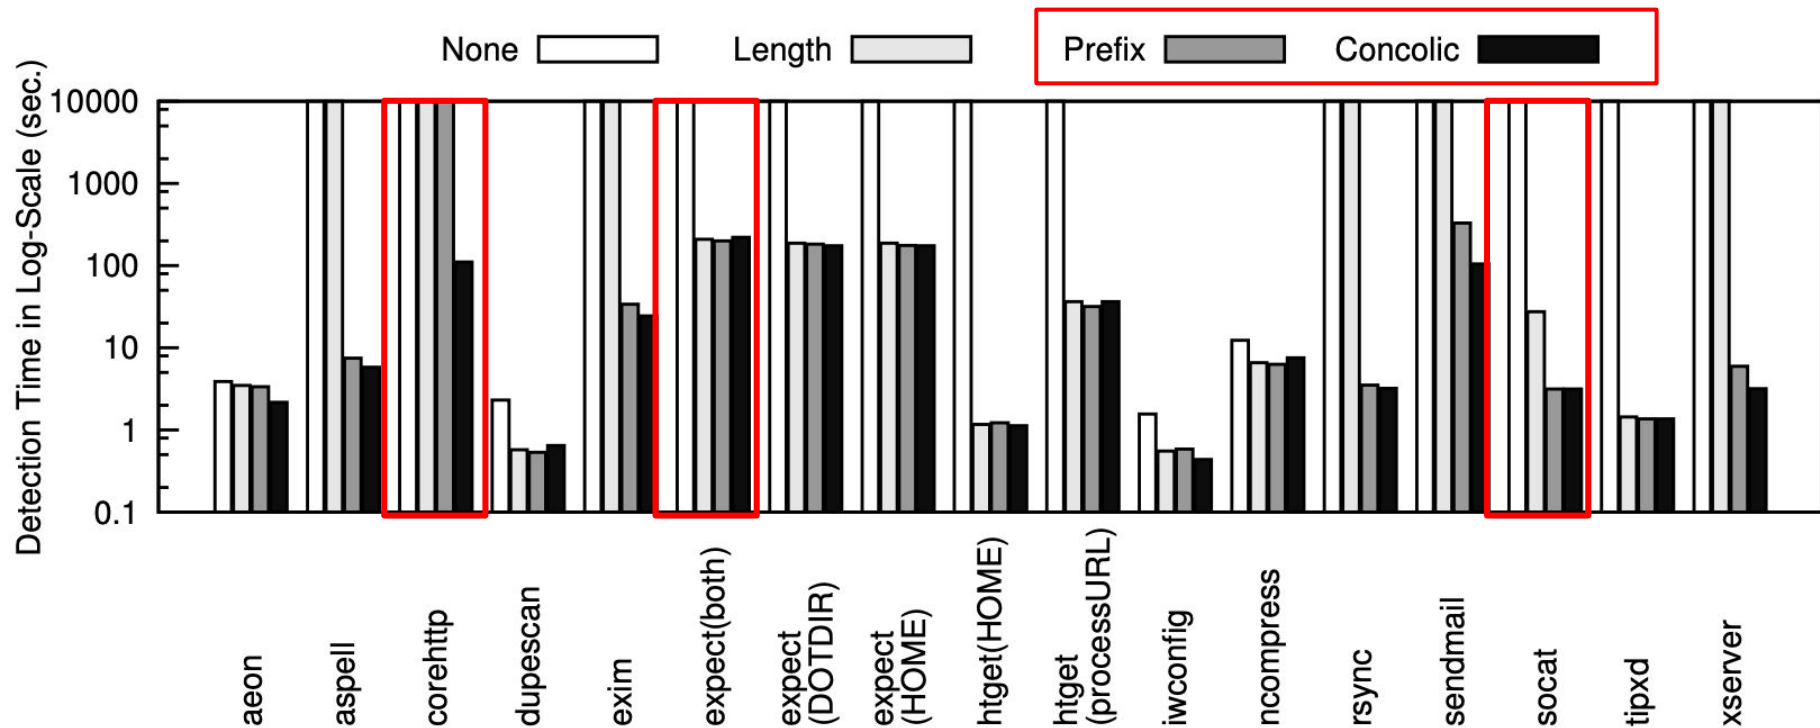 None Length Prefix Concolic
Detection Time in Log-Scale (sec.)
10000
1000
100
10
1
0.1
aeon
aspell
corehttp
dupescan
exim
expect(both)
expect
(DOTDIR)
expect
(HOME)
htget(HOME)
htget
(processURL)
iwconfig
ncompress
rsync
sendmail
socat
tipxd
xserver